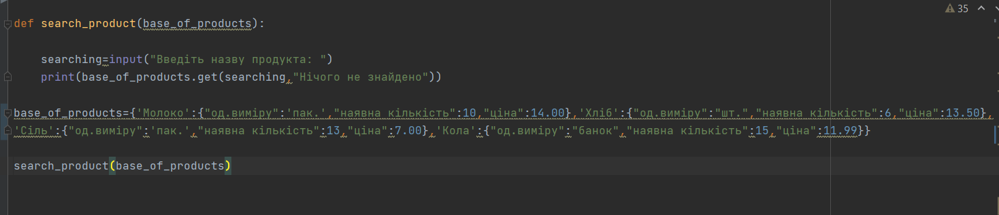 35
def search_product(base_of_products):
searching=input("Введіть назву продукта: ")
print(base_of_products.get(searching,"Нічого не знайдено"))
base_of_products={'Молоко':{"од.виміру":'пак.',"наявна кількість":10,"ціна":14.00},'Хліб':{"од.виміру":"шт.","наявна кількість":6,"ціна":13.50},
'Сіль':{"од.виміру":'пак.',"наявна кількість":13,"ціна":7.00},'Кола':{"од.виміру":"банок","наявна кількість":15,"ціна":11.99}}
search_product(base_of_products)